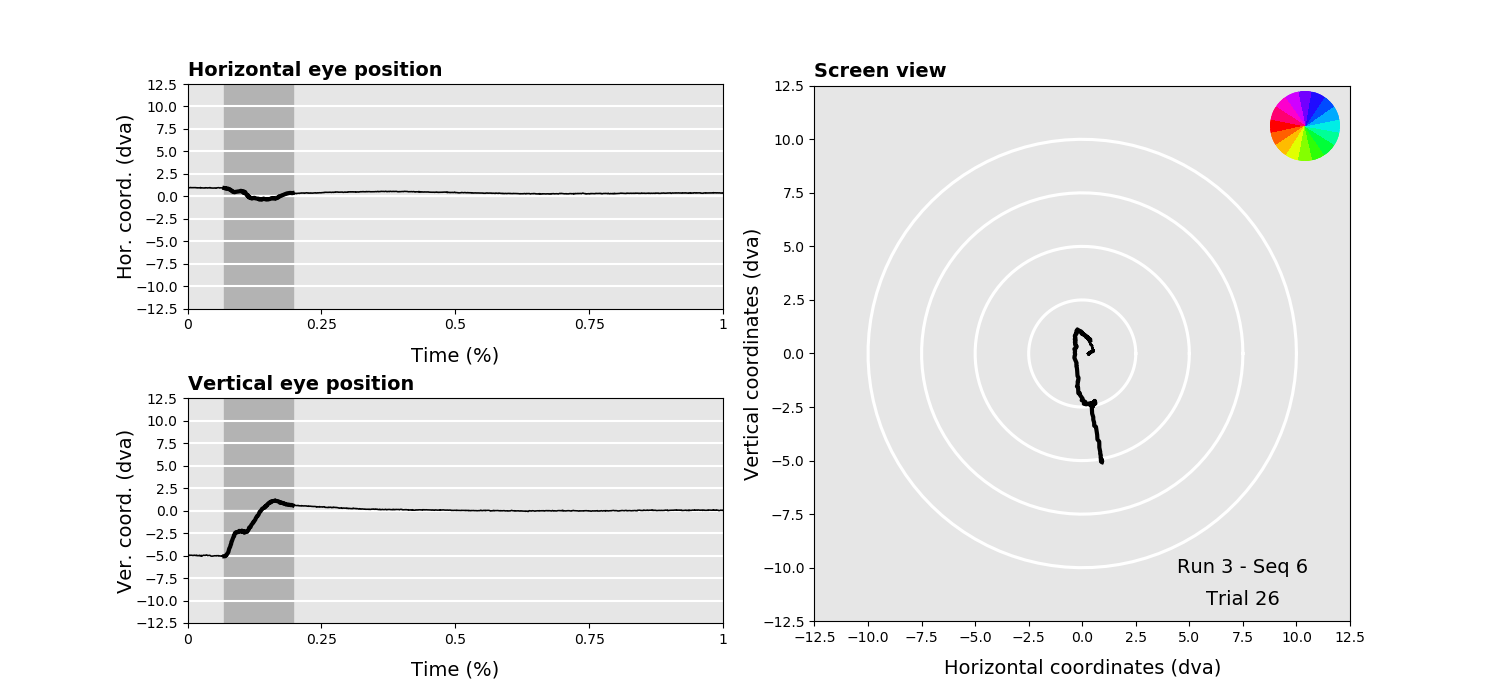 Horizontal eye position
12.5
10.0
7.5
5.0
2.5
0.0
−2.5
−5.0
−7.5
−10.0
−12.5
Hor. coord. (dva)
0 0.25 0.5 0.75 1
Time (%)
Vertical eye position
12.5
10.0
7.5
5.0
2.5
0.0
−2.5
−5.0
−7.5
−10.0
−12.5
Ver. coord. (dva)
0 0.25 0.5 0.75 1
Time (%)
Screen view
12.5
10.0
7.5
5.0
2.5
0.0
−2.5
−5.0
−7.5
−10.0
−12.5
Vertical coordinates (dva)
Run 3 - Seq 6
Trial 26
−12.5 −10.0 −7.5 −5.0 −2.5 0.0 2.5 5.0 7.5 10.0 12.5
Horizontal coordinates (dva)